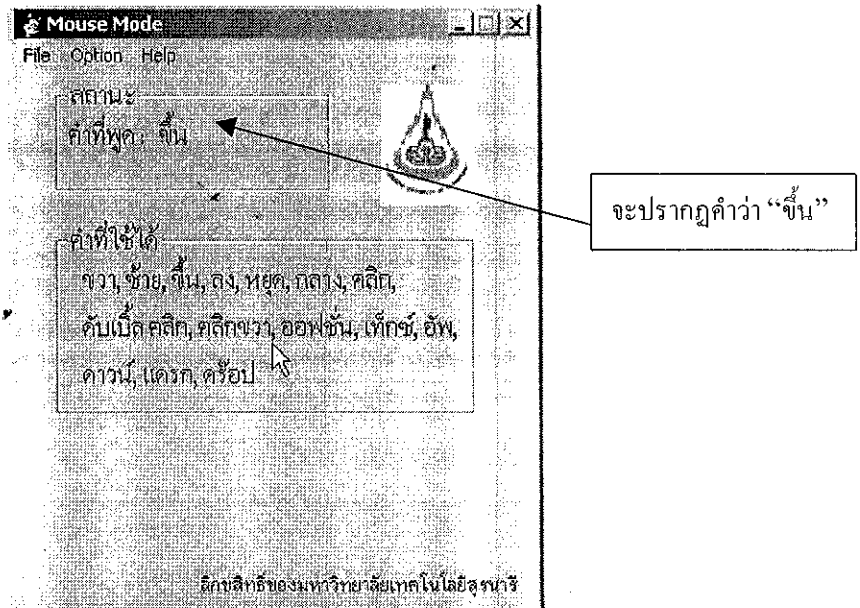 Mouse Mode
File Option Help
สถานะ
คำที่พูด : ขึ้น
จะปรากฏคำว่า “ขึ้น”
คำที่ใช้ได้
ขวา, ซ้าย, ขึ้น, ลง, หยุด, กลาง, คลิก,
ดับเบิ้ล คลิก, คลิกขวา, ออฟชั่น, เท็กซ์, อัพ,
ดาวน์, แดรก, ดร๊อป
ลิขสิทธิ์ของมหาวิทยาลัยเทคโนโลยีสุรนารี